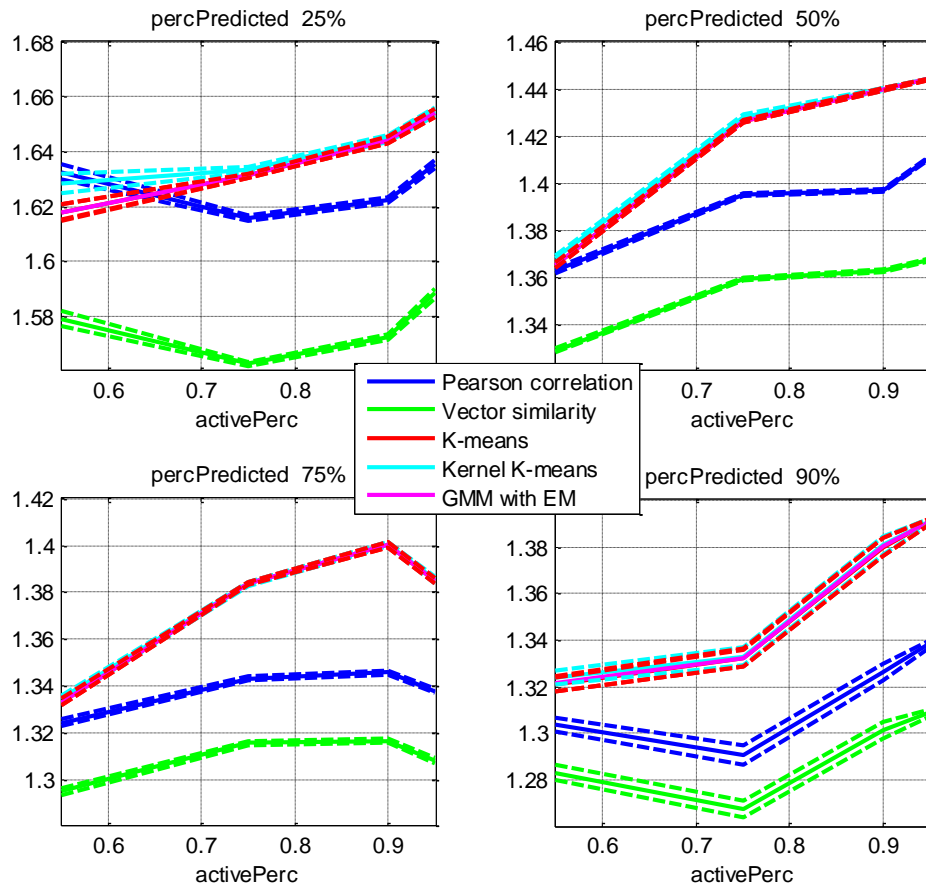 percPredicted 25%
1.68
1.66
1.64
1.62
1.6
1.58
0.6 0.7 0.8 0.9
activePerc
percPredicted 50%
1.46
1.44
1.42
1.4
1.38
1.36
1.34
0.6 0.7 0.8 0.9
activePerc
Pearson correlation
Vector similarity
K-means
Kernel K-means
GMM with EM
percPredicted 75%
1.42
1.4
1.38
1.36
1.34
1.32
1.3
0.6 0.7 0.8 0.9
activePerc
percPredicted 90%
1.38
1.36
1.34
1.32
1.3
1.28
0.6 0.7 0.8 0.9
activePerc